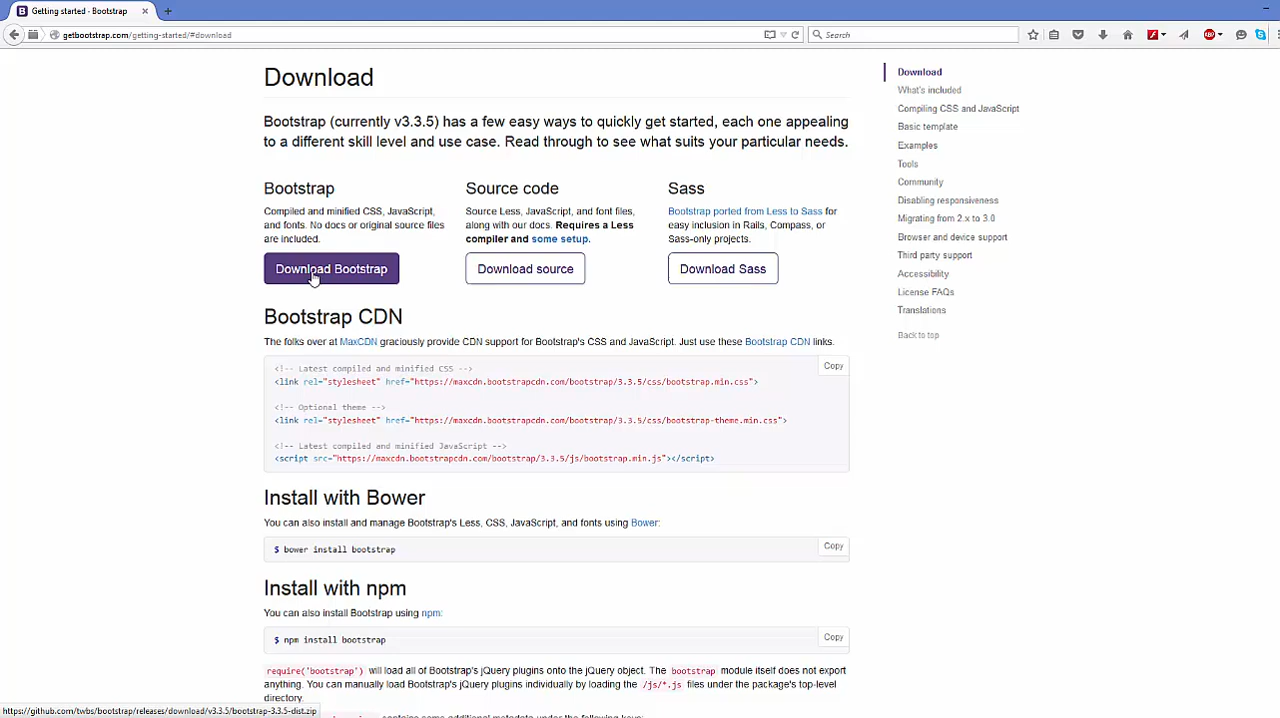 Getting started · Bootstrap
getbootstrap.com/getting-started/#download
Search
Download
Bootstrap (currently v3.3.5) has a few easy ways to quickly get started, each one appealing
to a different skill level and use case. Read through to see what suits your particular needs.
Bootstrap
Compiled and minified CSS, JavaScript,
and fonts. No docs or original source files
are included.
Download Bootstrap
Source code
Source Less, JavaScript, and font files,
along with our docs. Requires a Less
compiler and some setup.
Download source
Sass
Bootstrap ported from Less to Sass for
easy inclusion in Rails, Compass, or
Sass-only projects.
Download Sass
Bootstrap CDN
The folks over at MaxCDN graciously provide CDN support for Bootstrap's CSS and JavaScript. Just use these Bootstrap CDN links.
Copy
<!-- Latest compiled and minified CSS -->
<link rel="stylesheet" href="https://maxcdn.bootstrapcdn.com/bootstrap/3.3.5/css/bootstrap.min.css">
<!-- Optional theme -->
<link rel="stylesheet" href="https://maxcdn.bootstrapcdn.com/bootstrap/3.3.5/css/bootstrap-theme.min.css">
<!-- Latest compiled and minified JavaScript -->
<script src="https://maxcdn.bootstrapcdn.com/bootstrap/3.3.5/js/bootstrap.min.js"></script>
Install with Bower
You can also install and manage Bootstrap's Less, CSS, JavaScript, and fonts using Bower:
$ bower install bootstrap
Copy
Install with npm
You can also install Bootstrap using npm:
$ npm install bootstrap
Copy
require('bootstrap') will load all of Bootstrap's jQuery plugins onto the jQuery object. The bootstrap module itself does not export
anything. You can manually load Bootstrap's jQuery plugins individually by loading the /js/*.js files under the package's top-level
directory.
contains some additional metadata under the following keys:
Download
What's included
Compiling CSS and JavaScript
Basic template
Examples
Tools
Community
Disabling responsiveness
Migrating from 2.x to 3.0
Browser and device support
Third party support
Accessibility
License FAQs
Translations
Back to top
https://github.com/twbs/bootstrap/releases/download/v3.3.5/bootstrap-3.3.5-dist.zip